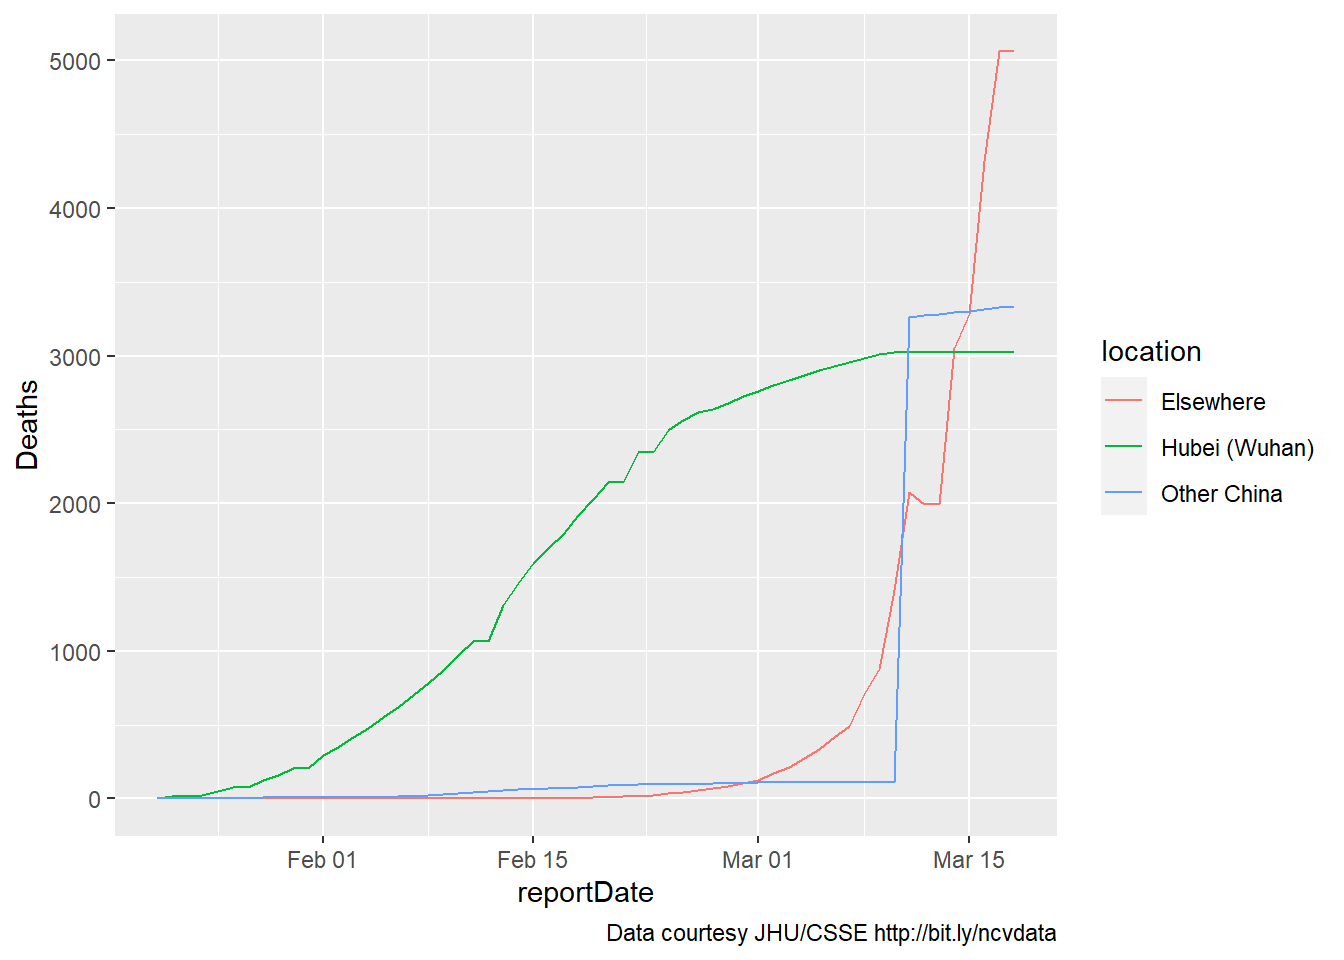 5000
4000
3000
2000
1000
0
Deaths
Feb 01
Feb 15
Mar 01
Mar 15
reportDate
location
Elsewhere
Hubei (Wuhan)
Other China
Data courtesy JHU/CSSE http://bit.ly/ncvdata